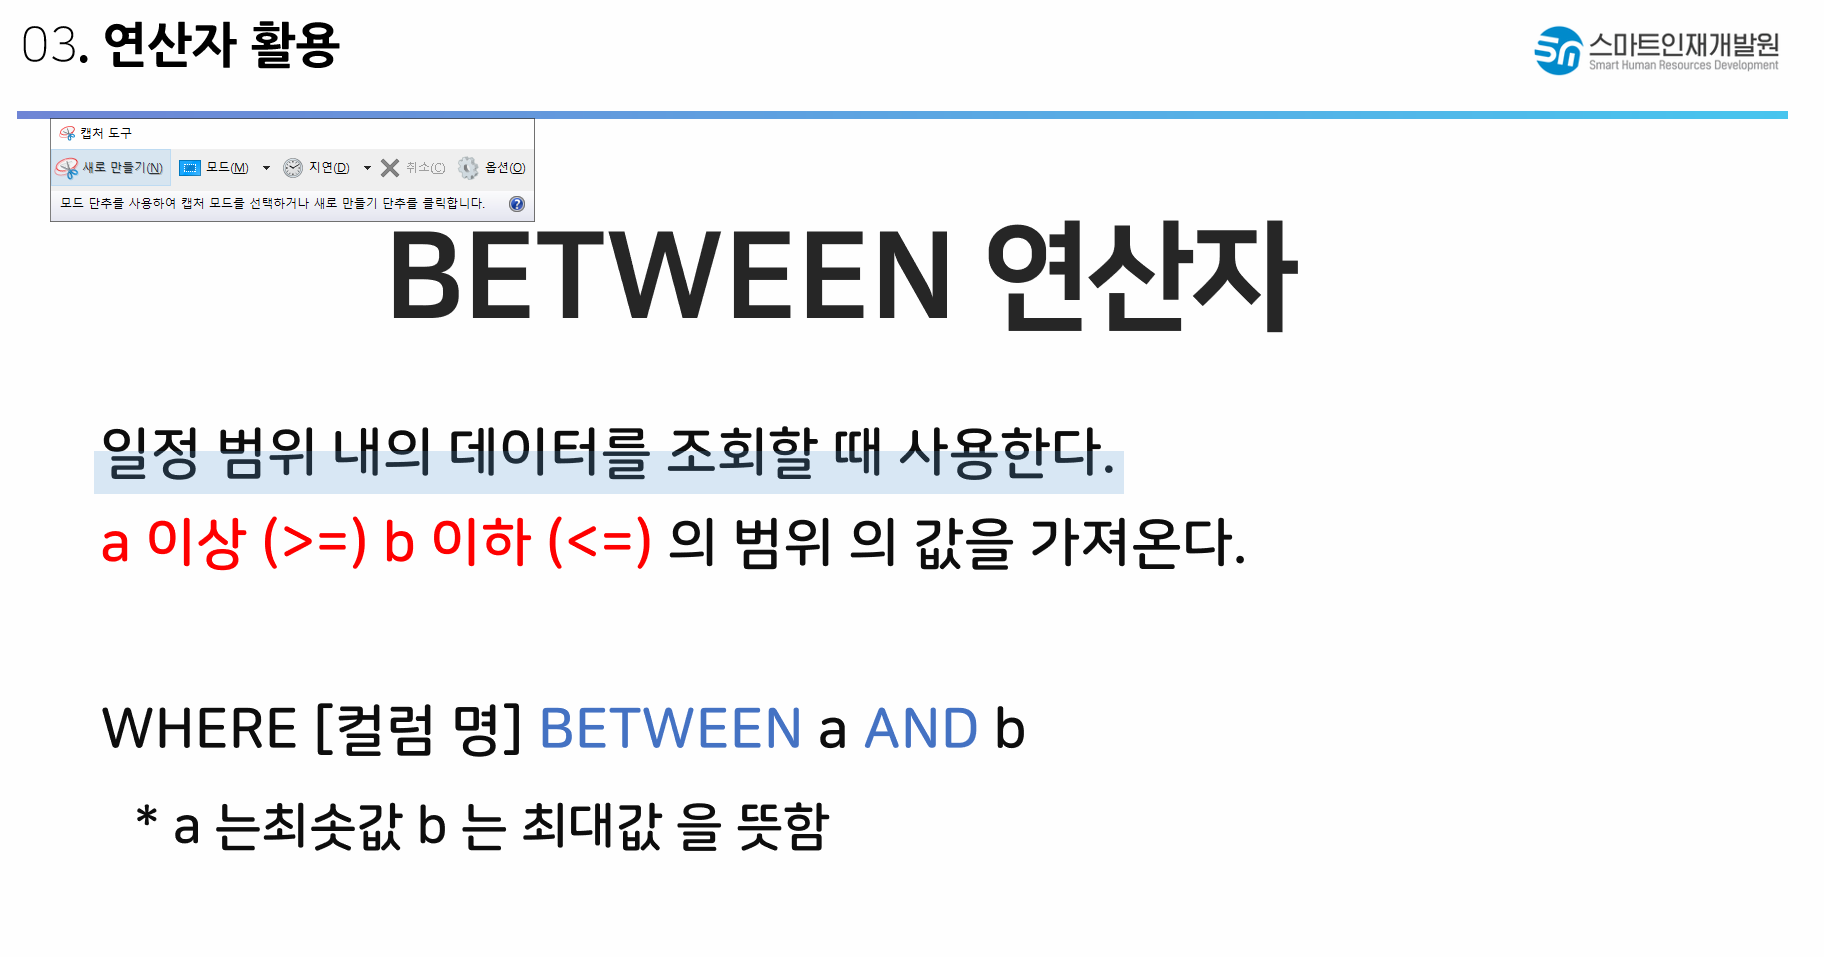 03. 연산자 활용
스마트인재개발원
Smart Human Resources Development
캡처 도구
새로 만들기(N) 모드(M) 지연(D) 취소(C) 옵션(O)
모드 단추를 사용하여 캡처 모드를 선택하거나 새로 만들기 단추를 클릭합니다.
BETWEEN 연산자
일정 범위 내의 데이터를 조회할 때 사용한다.
a 이상 (>=) b 이하 (<=) 의 범위 의 값을 가져온다.
WHERE [컬럼 명] BETWEEN a AND b
* a 는최솟값 b 는 최대값 을 뜻함